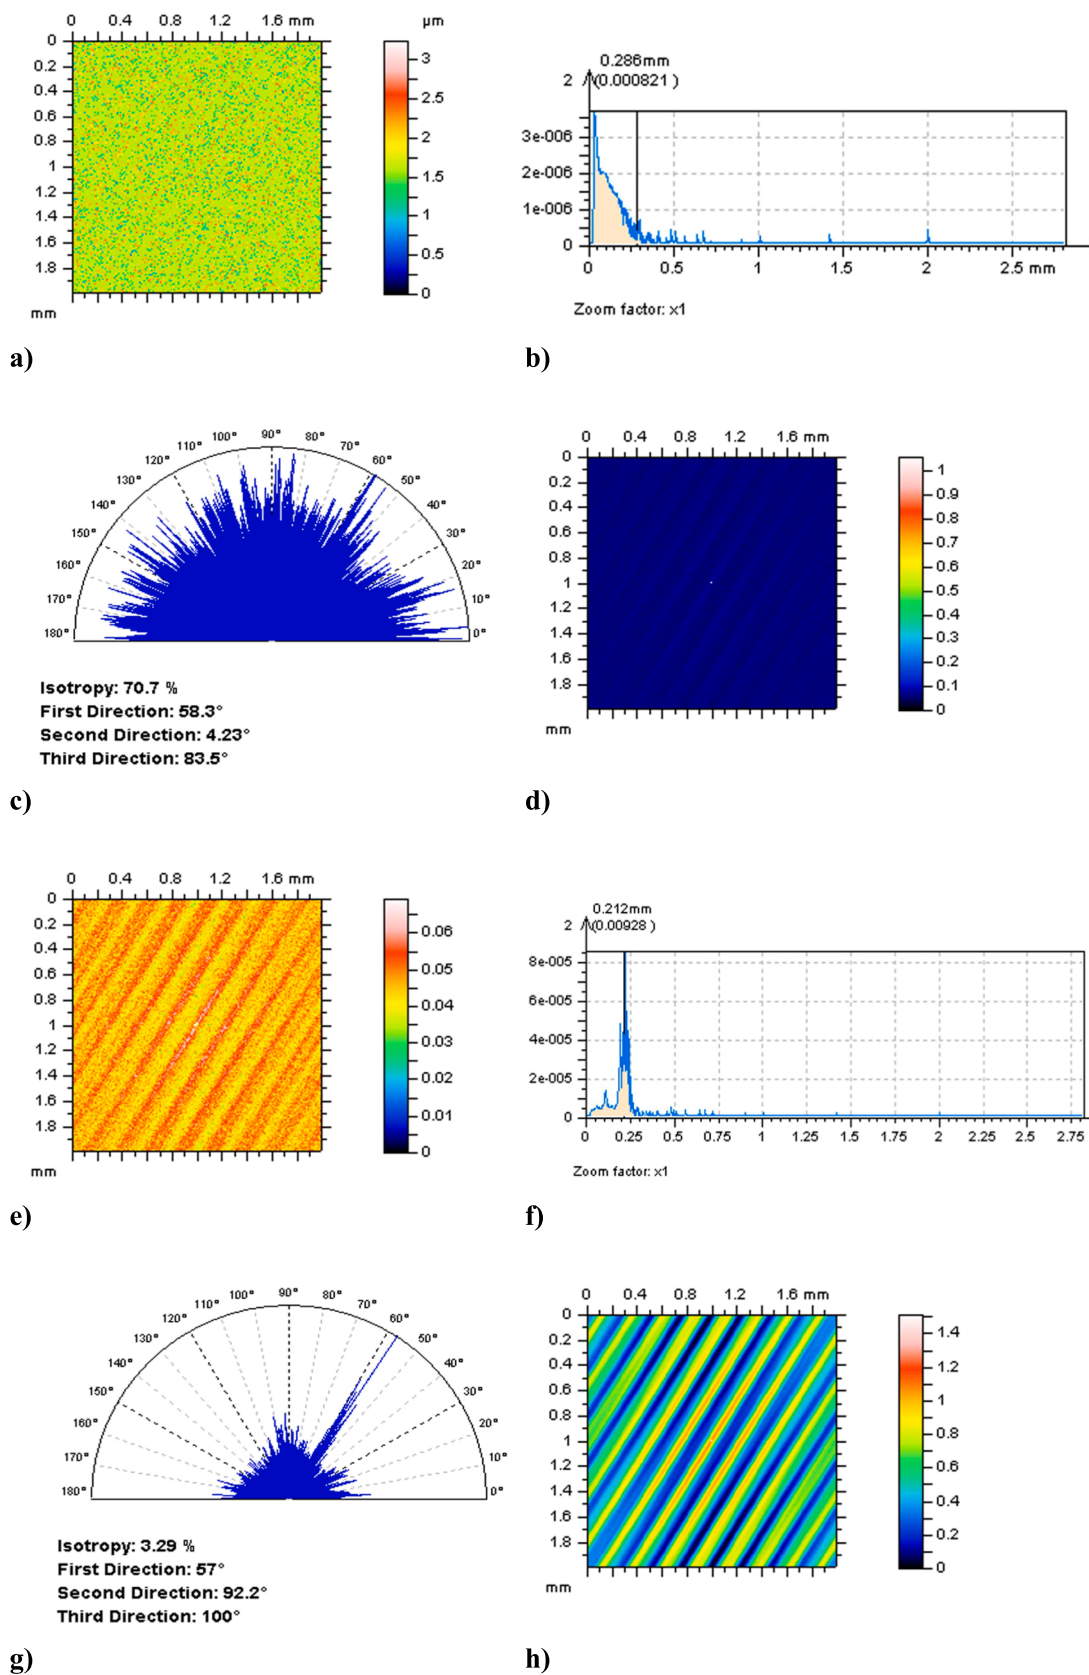 0 0.4 0.8 1.2 1.6 mm µm
0
0.2
0.4
0.6
0.8
1
1.2
1.4
1.6
1.8
mm
3
2.5
2
1.5
1
0.5
0
a)
0.286mm
2 (0.000821 )
3e-006
2e-006
1e-006
0
0 0.5 1 1.5 2 2.5 mm
Zoom factor: x1
b)
90°
100° 80°
110° 70°
120° 60°
130° 50°
140° 40°
150° 30°
160° 20°
170° 10°
180° 0°
Isotropy: 70.7 %
First Direction: 58.3°
Second Direction: 4.23°
Third Direction: 83.5°
c)
0 0.4 0.8 1.2 1.6 mm
0
0.2
0.4
0.6
0.8
1
1.2
1.4
1.6
1.8
mm
1
0.9
0.8
0.7
0.6
0.5
0.4
0.3
0.2
0.1
0
d)
0 0.4 0.8 1.2 1.6 mm
0
0.2
0.4
0.6
0.8
1
1.2
1.4
1.6
1.8
mm
0.06
0.05
0.04
0.03
0.02
0.01
0
e)
0.212mm
2 (0.00928 )
8e-005
6e-005
4e-005
2e-005
0
0 0.25 0.5 0.75 1 1.25 1.5 1.75 2 2.25 2.5 2.75
Zoom factor: x1
f)
90°
100° 80°
110° 70°
120° 60°
130° 50°
140° 40°
150° 30°
160° 20°
170° 10°
180° 0°
Isotropy: 3.29 %
First Direction: 57°
Second Direction: 92.2°
Third Direction: 100°
g)
0 0.4 0.8 1.2 1.6 mm
0
0.2
0.4
0.6
0.8
1
1.2
1.4
1.6
1.8
mm
1.4
1.2
1
0.8
0.6
0.4
0.2
0
h)